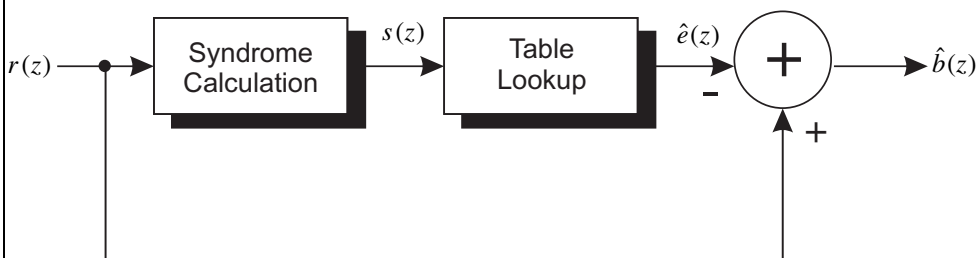 r(z)
Syndrome
Calculation
s(z)
Table
Lookup
ê(z)
-
+
+
b̂(z)